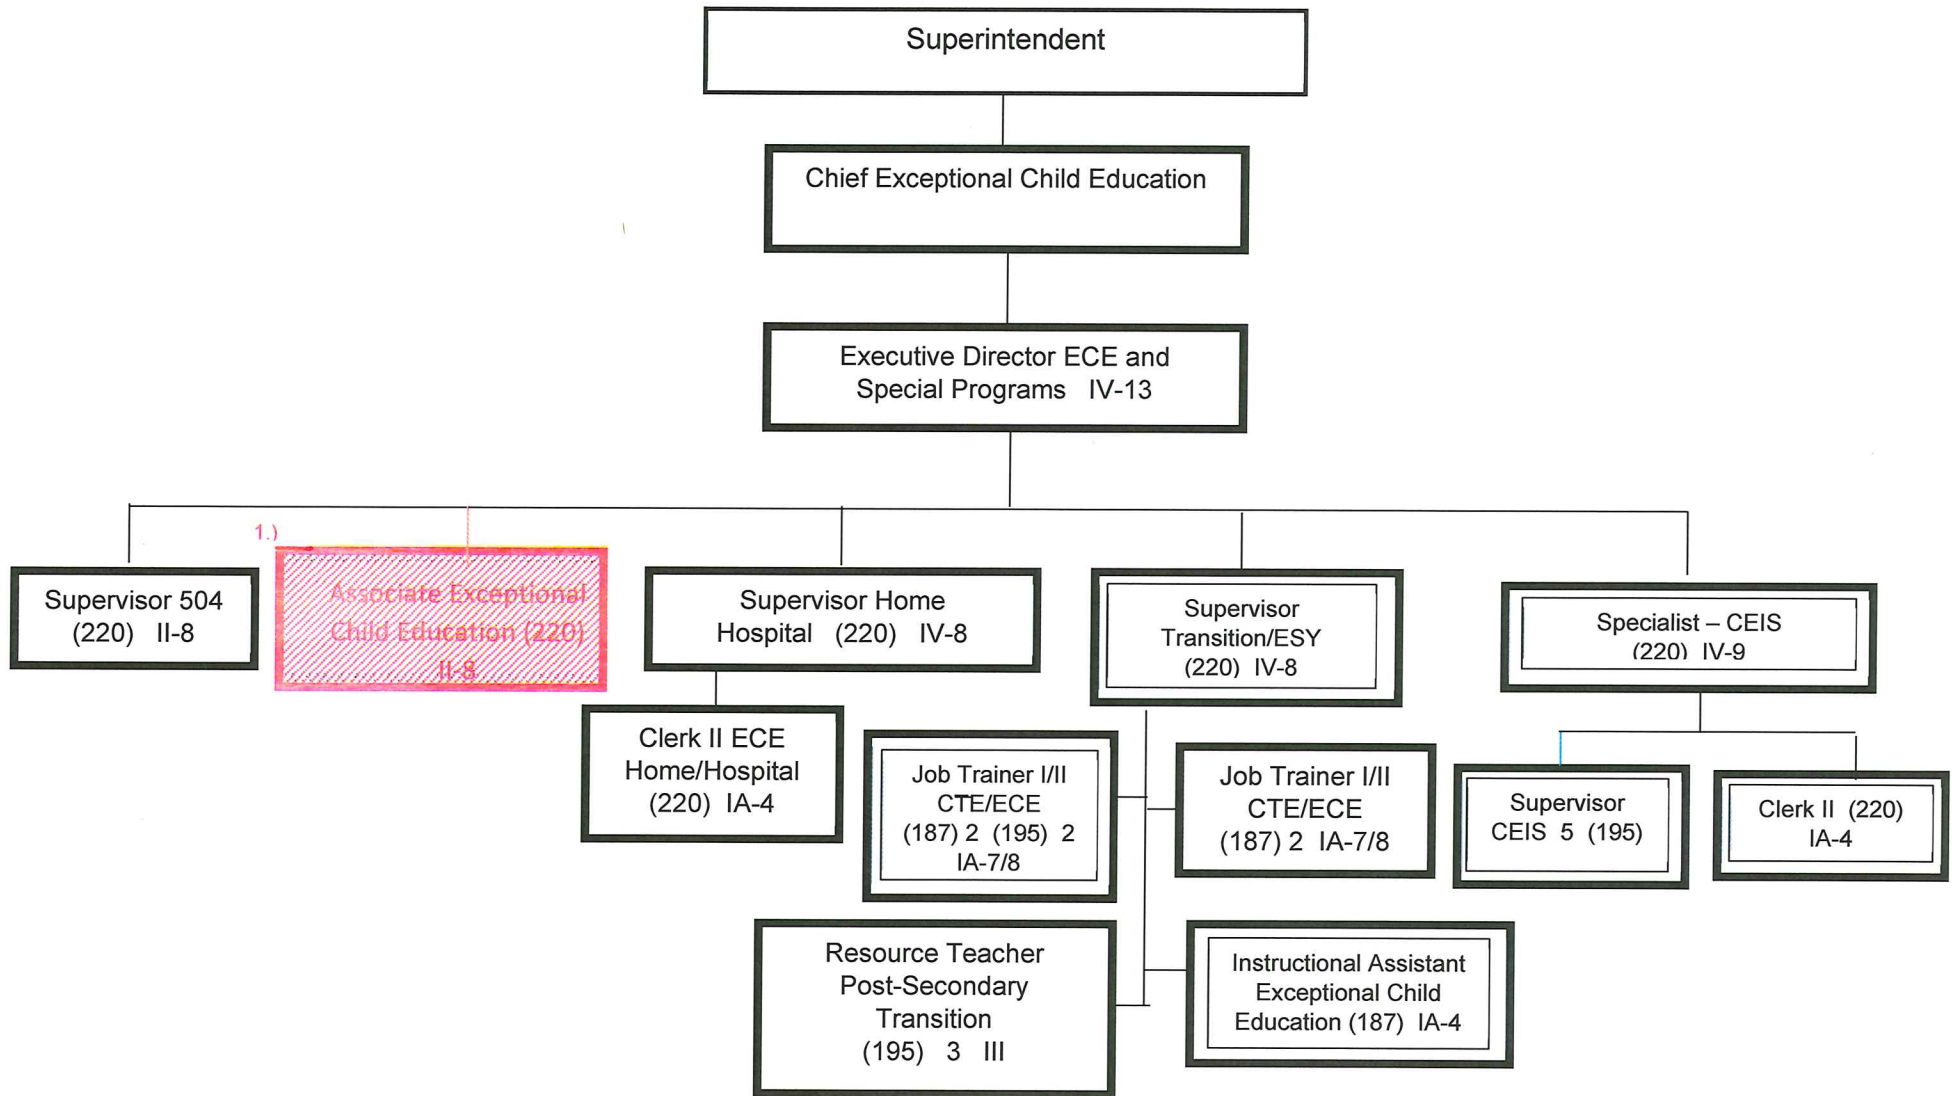 Superintendent
Chief Exceptional Child Education
Executive Director ECE and
Special Programs IV-13
1.)
Supervisor 504
(220) II-8
Associate Exceptional
Child Education (220)
II-8
Supervisor Home
Hospital (220) IV-8
Supervisor
Transition/ESY
(220) IV-8
Specialist – CEIS
(220) IV-9
Clerk II ECE
Home/Hospital
(220) IA-4
Job Trainer I/II
CTE/ECE
(187) 2 (195) 2
IA-7/8
Job Trainer I/II
CTE/ECE
(187) 2 IA-7/8
Supervisor
CEIS 5 (195)
Clerk II (220)
IA-4
Resource Teacher
Post-Secondary
Transition
(195) 3 III
Instructional Assistant
Exceptional Child
Education (187) IA-4